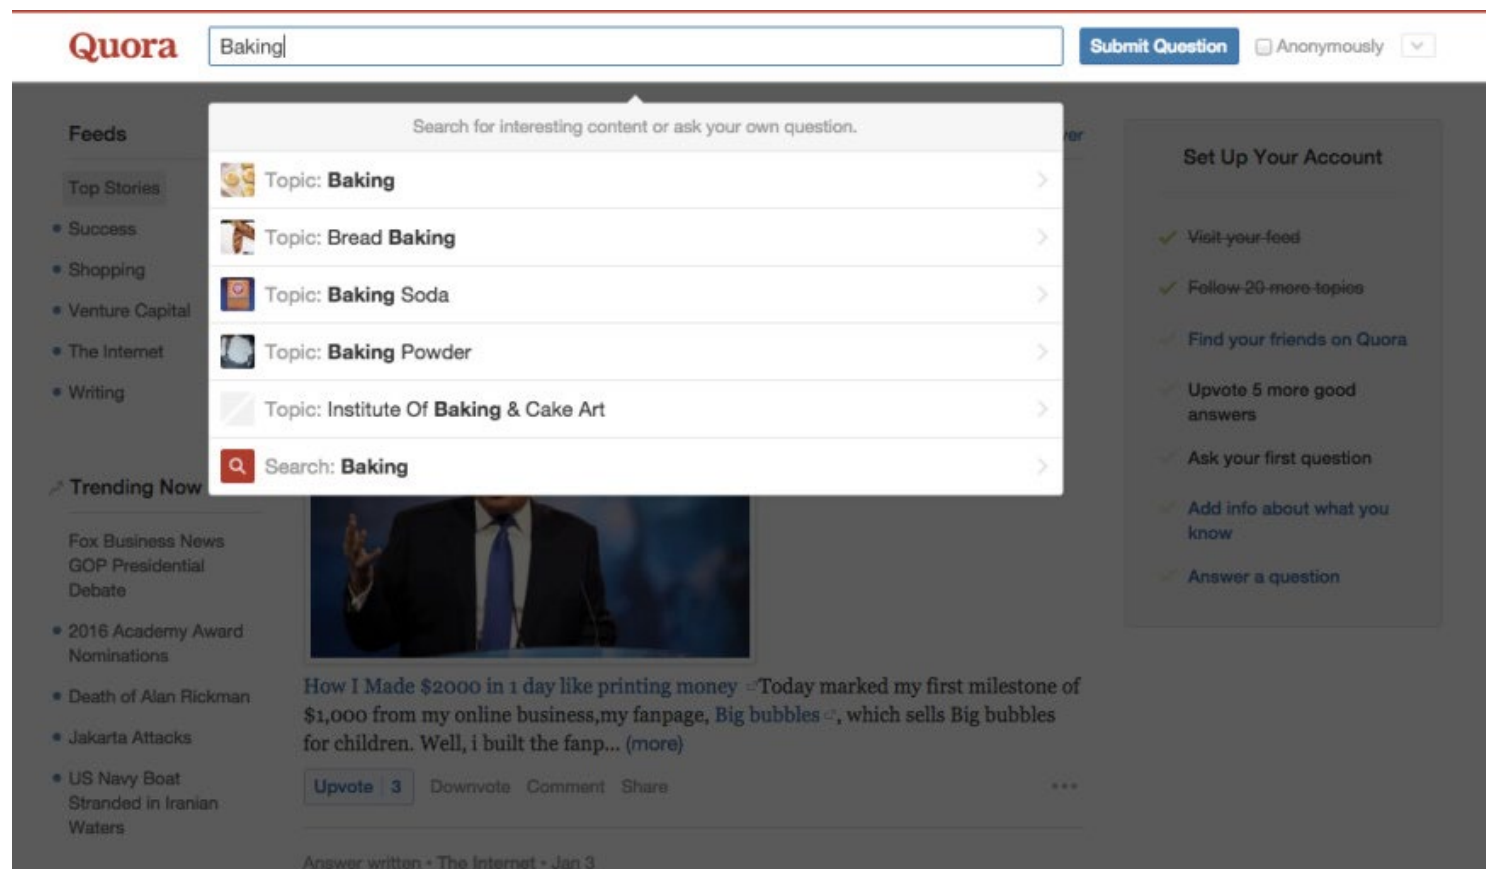 Quora
Baking
Submit Question
Anonymously
Search for interesting content or ask your own question.
Topic: Baking
Topic: Bread Baking
Topic: Baking Soda
Topic: Baking Powder
Topic: Institute Of Baking & Cake Art
Search: Baking
Feeds
Top Stories
Success
Shopping
Venture Capital
The Internet
Writing
Trending Now
Fox Business News
GOP Presidential
Debate
2016 Academy Award
Nominations
Death of Alan Rickman
Jakarta Attacks
US Navy Boat
Stranded in Iranian
Waters
How I Made $2000 in 1 day like printing money Today marked my first milestone of
$1,000 from my online business,my fanpage, Big bubbles , which sells Big bubbles
for children. Well, i built the fanp... (more)
Upvote 3 Downvote Comment Share
Answer written • The Internet • Jan 3
Set Up Your Account
Visit your feed
Follow 20 more topics
Find your friends on Quora
Upvote 5 more good
answers
Ask your first question
Add info about what you
know
Answer a question